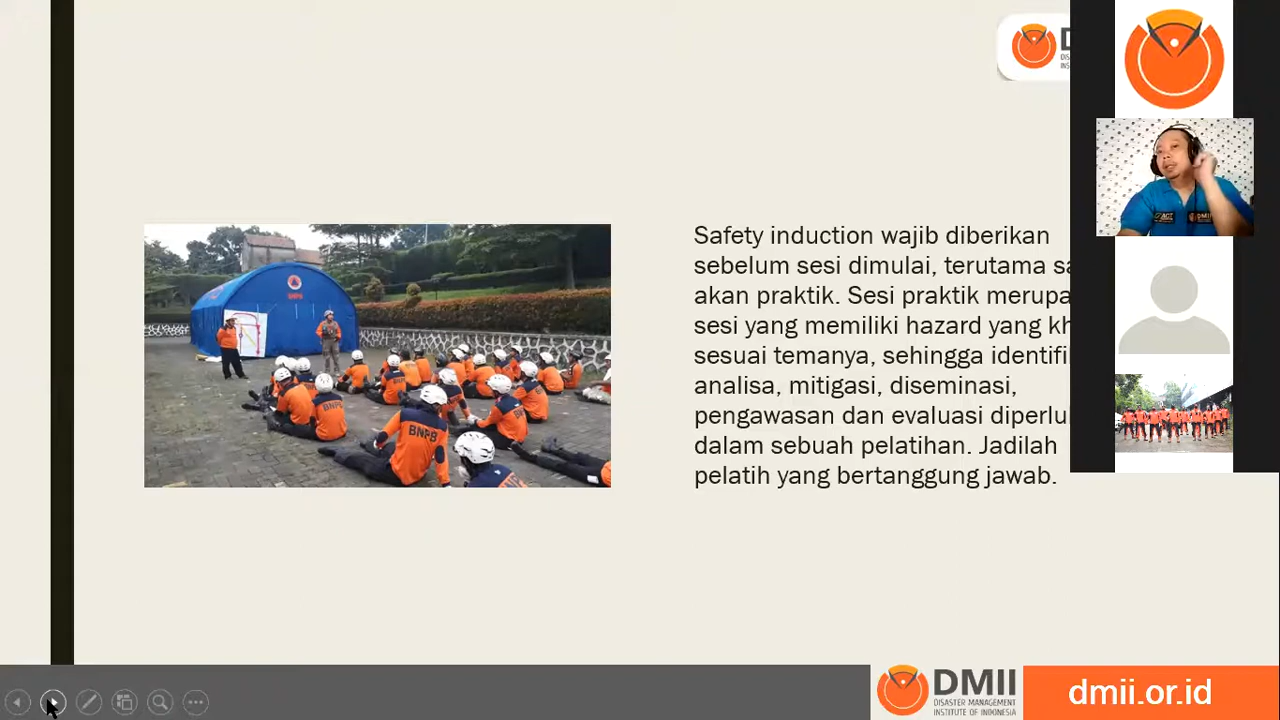 Safety induction wajib diberikan
sebelum sesi dimulai, terutama
akan praktik. Sesi praktik
sesi yang memiliki hazard yang
sesuai temanya, sehingga
analisa, mitigasi, diseminasi,
pengawasan dan evaluasi
dalam sebuah pelatihan. Jadilah
pelatih yang bertanggung jawab.
BNPB
BNPB
BNPB
DMII
DISASTER MANAGEMENT
INSTITUTE OF INDONESIA
dmii.or.id